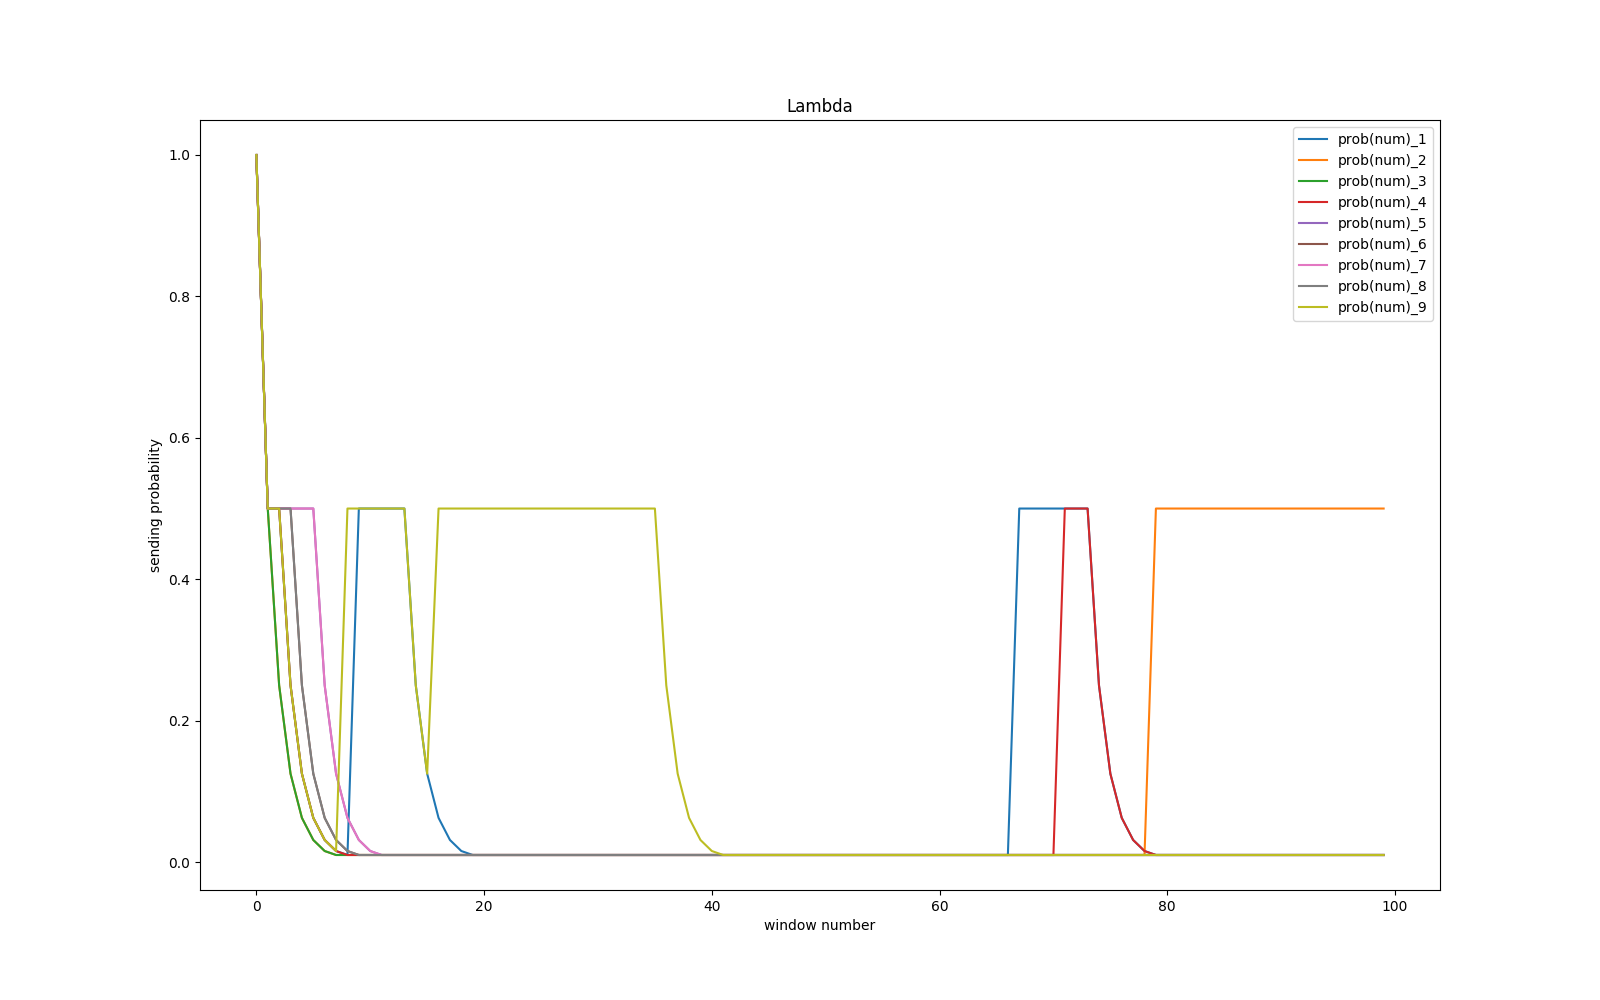 Lambda
prob(num)_1
prob(num)_2
prob(num)_3
prob(num)_4
prob(num)_5
prob(num)_6
prob(num)_7
prob(num)_8
prob(num)_9
1.0
0.8
0.6
0.4
0.2
0.0
sending probability
0 20 40 60 80 100
window number